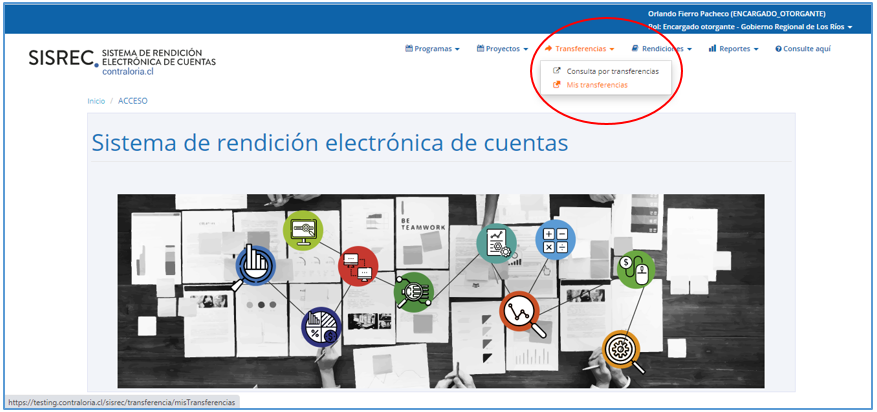 Orlando Fierro Pacheco (ENCARGADO_OTORGANTE)
Rol: Encargado otorgante - Gobierno Regional de Los Ríos
SISREC. SISTEMA DE RENDICIÓN ELECTRÓNICA DE CUENTAS
contraloria.cl
Programas Proyectos Transferencias Rendiciones Reportes Consulte aquí
Consulta por transferencias
Mis transferencias
Inicio / ACCESO
Sistema de rendición electrónica de cuentas
BE
TEAMWORK
https://testing.contraloria.cl/sisrec/transferencia/misTransferencias